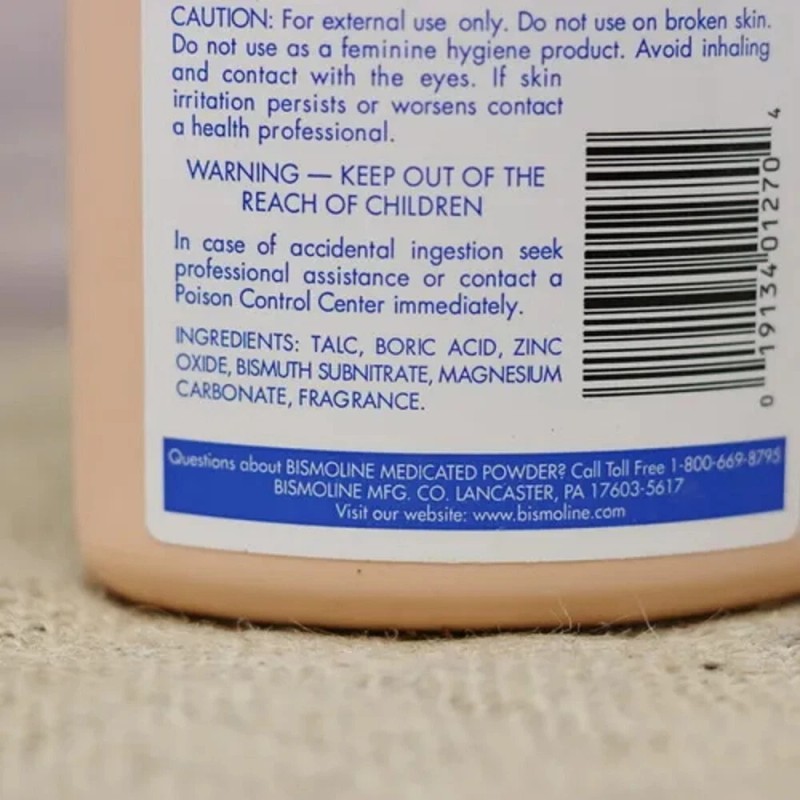 CAUTION: For external use only. Do not use on broken skin.
Do not use as a feminine hygiene product. Avoid inhaling
and contact with the eyes. If skin
irritation persists or worsens contact
a health professional.
WARNING — KEEP OUT OF THE
REACH OF CHILDREN
In case of accidental ingestion seek
professional assistance or contact a
Poison Control Center immediately.
INGREDIENTS: TALC, BORIC ACID, ZINC
OXIDE, BISMUTH SUBNITRATE, MAGNESIUM
CARBONATE, FRAGRANCE.
0 19134 01270 4
Questions about BISMOLINE MEDICATED POWDER? Call Toll Free 1-800-669-8795
BISMOLINE MFG. CO. LANCASTER, PA 17603-5617
Visit our website: www.bismoline.com